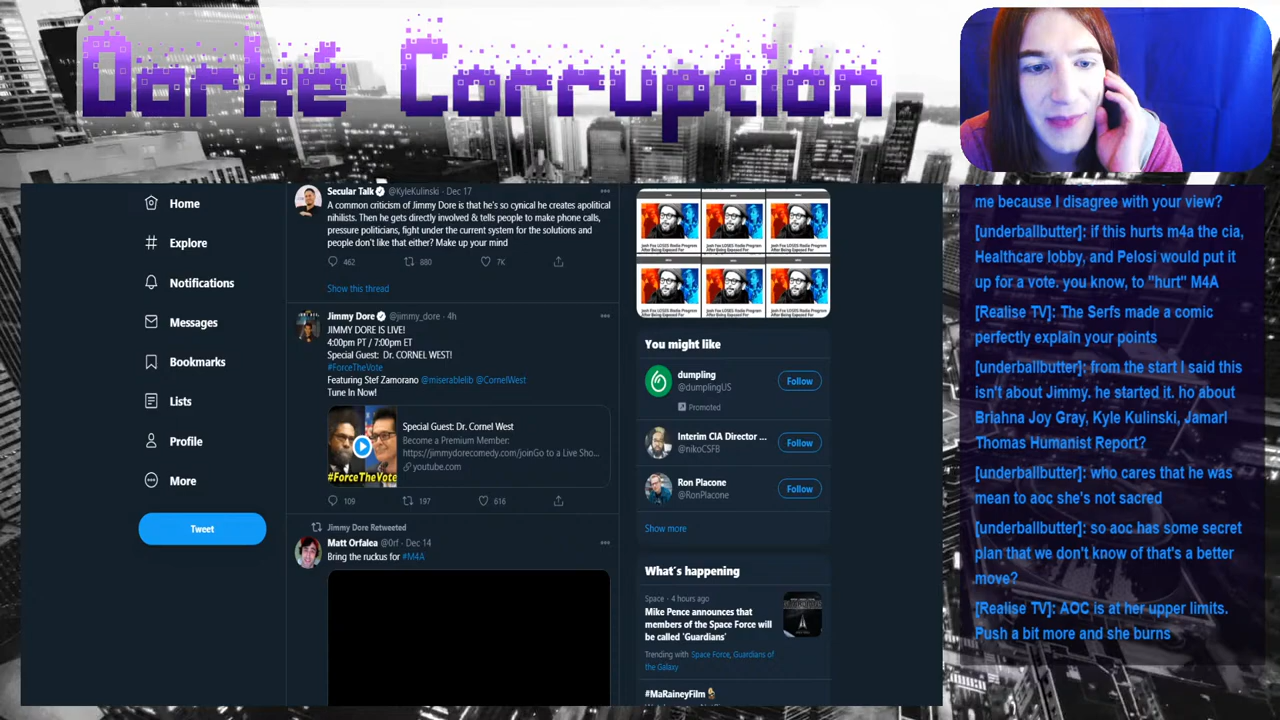 Darke Corruption
Home
Explore
Notifications
Messages
Bookmarks
Lists
Profile
More
Tweet
Secular Talk @KyleKulinski · Dec 17
A common criticism of Jimmy Dore is that he's so cynical he creates apolitical
nihilists. Then he gets directly involved & tells people to make phone calls,
pressure politicians, fight under the current system for the solutions and
people don't like that either? Make up your mind
462 880 7K
Show this thread
Jimmy Dore @jimmy_dore · 4h
JIMMY DORE IS LIVE!
4:00pm PT / 7:00pm ET
Special Guest: Dr. CORNEL WEST!
#ForceTheVote
Featuring Stef Zamorano @miserablelib @CornelWest
Tune In Now!
#ForceTheVote
Special Guest: Dr. Cornel West
Become a Premium Member:
https://jimmydorecomedy.com/joinGo to a Live Sho...
youtube.com
109 197 616
Jimmy Dore Retweeted
Matt Orfalea @0rf · Dec 14
Bring the ruckus for #M4A
You might like
dumpling
@dumplingUS
Promoted
Follow
Interim CIA Director ...
@nikoCSFB
Follow
Ron Placone
@RonPlacone
Follow
Show more
What's happening
Space · 4 hours ago
Mike Pence announces that
members of the Space Force will
be called 'Guardians'
Trending with Space Force, Guardians of
the Galaxy
#MaRaineyFilm
me because I disagree with your view?
[underballbutter]: if this hurts m4a the cia,
Healthcare lobby, and Pelosi would put it
up for a vote. you know, to "hurt" M4A
[Realise TV]: The Serfs made a comic
perfectly explain your points
[underballbutter]: from the start I said this
isn't about Jimmy. he started it. ho about
Briahna Joy Gray, Kyle Kulinski, Jamarl
Thomas Humanist Report?
[underballbutter]: who cares that he was
mean to aoc she's not sacred
[underballbutter]: so aoc has some secret
plan that we don't know of that's a better
move?
[Realise TV]: AOC is at her upper limits.
Push a bit more and she burns